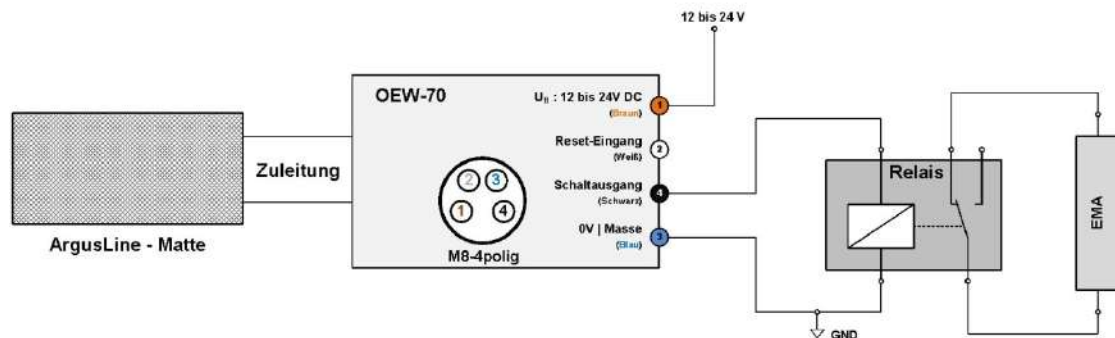 12 bis 24 V
OEW-70
UB : 12 bis 24V DC
(Braun)
1
Reset-Eingang
(Weiß)
2
Zuleitung
2 3
1 4
Schaltausgang
(Schwarz)
4
0V | Masse
(Blau)
3
M8-4polig
ArgusLine - Matte
Relais
EMA
GND